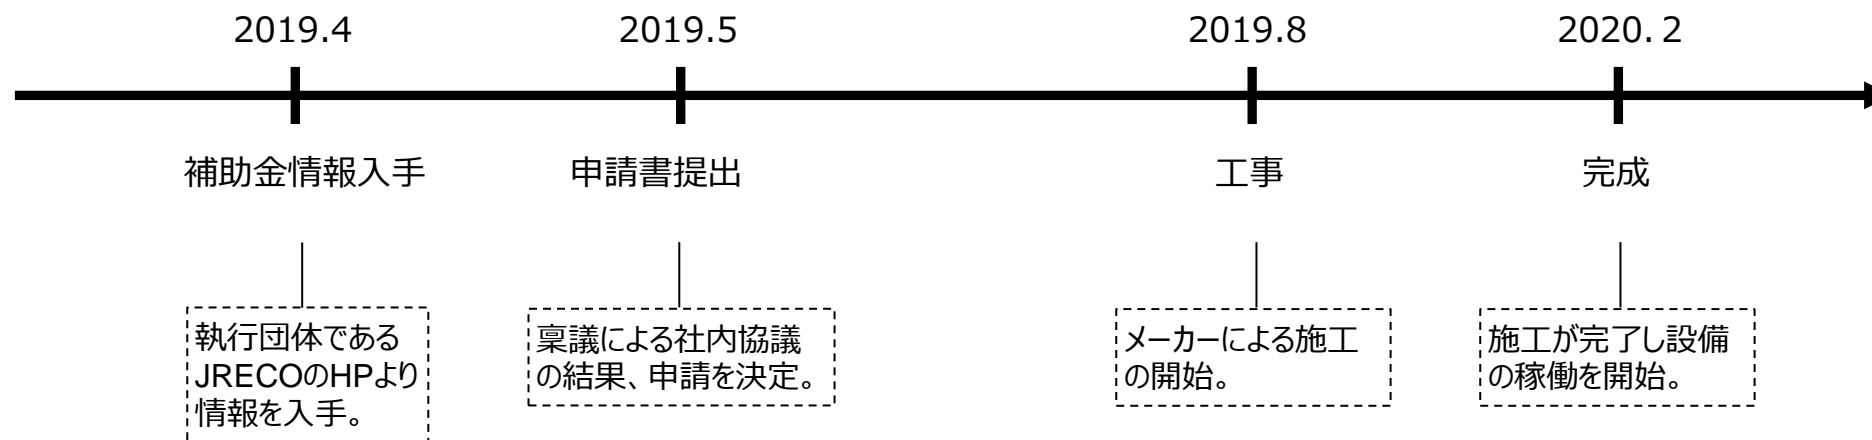 2019.4
2019.5
2019.8
2020.２
補助金情報入手
申請書提出
工事
完成
執行団体である
JRECOのHPより
情報を入手。
稟議による社内協議
の結果、申請を決定。
メーカーによる施工
の開始。
施工が完了し設備
の稼働を開始。